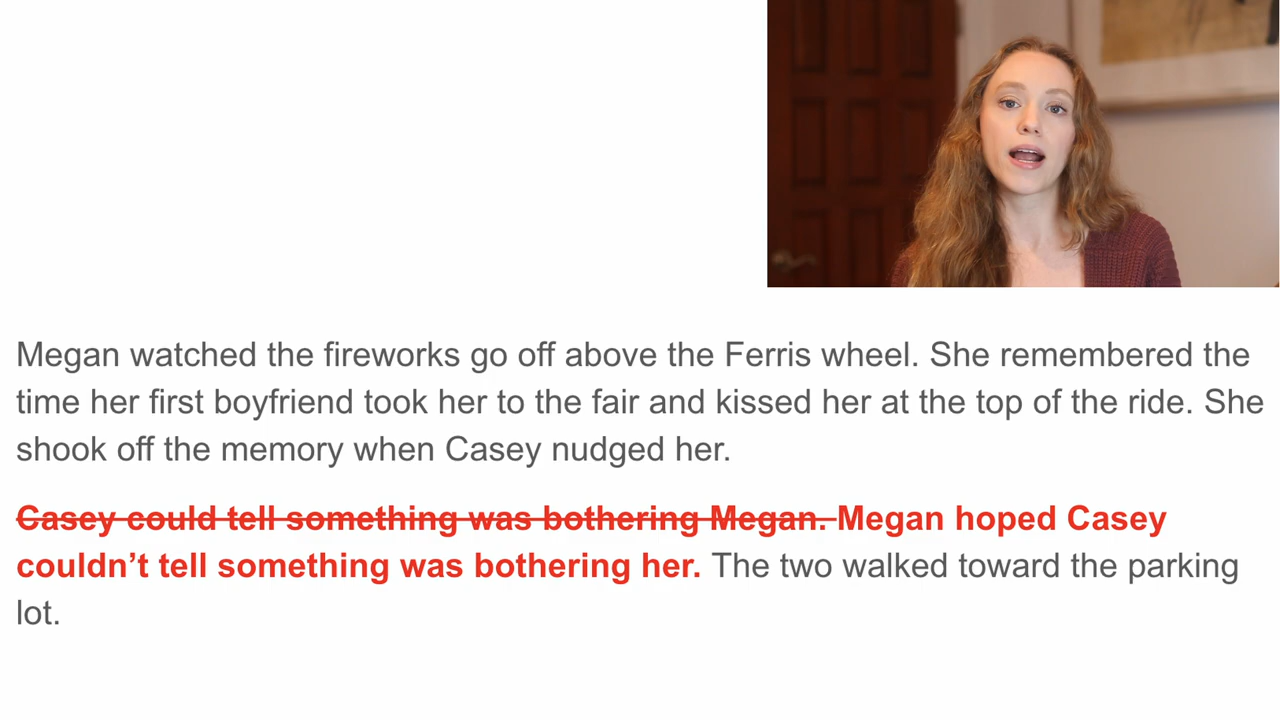 Megan watched the fireworks go off above the Ferris wheel. She remembered the
time her first boyfriend took her to the fair and kissed her at the top of the ride. She
shook off the memory when Casey nudged her.
Casey could tell something was bothering Megan. Megan hoped Casey
couldn’t tell something was bothering her. The two walked toward the parking
lot.